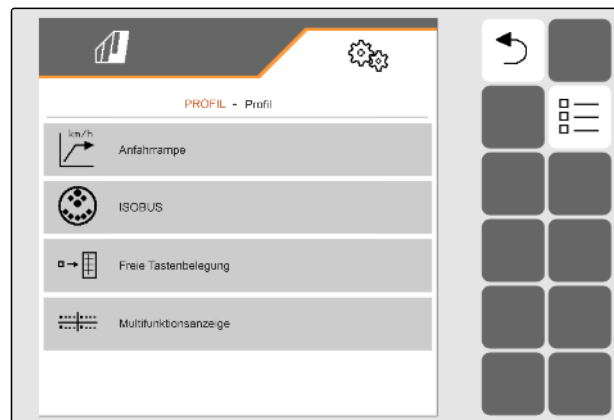 PROFIL - Profil
km/h
Anfahrrampe
ISOBUS
Freie Tastenbelegung
Multifunktionsanzeige